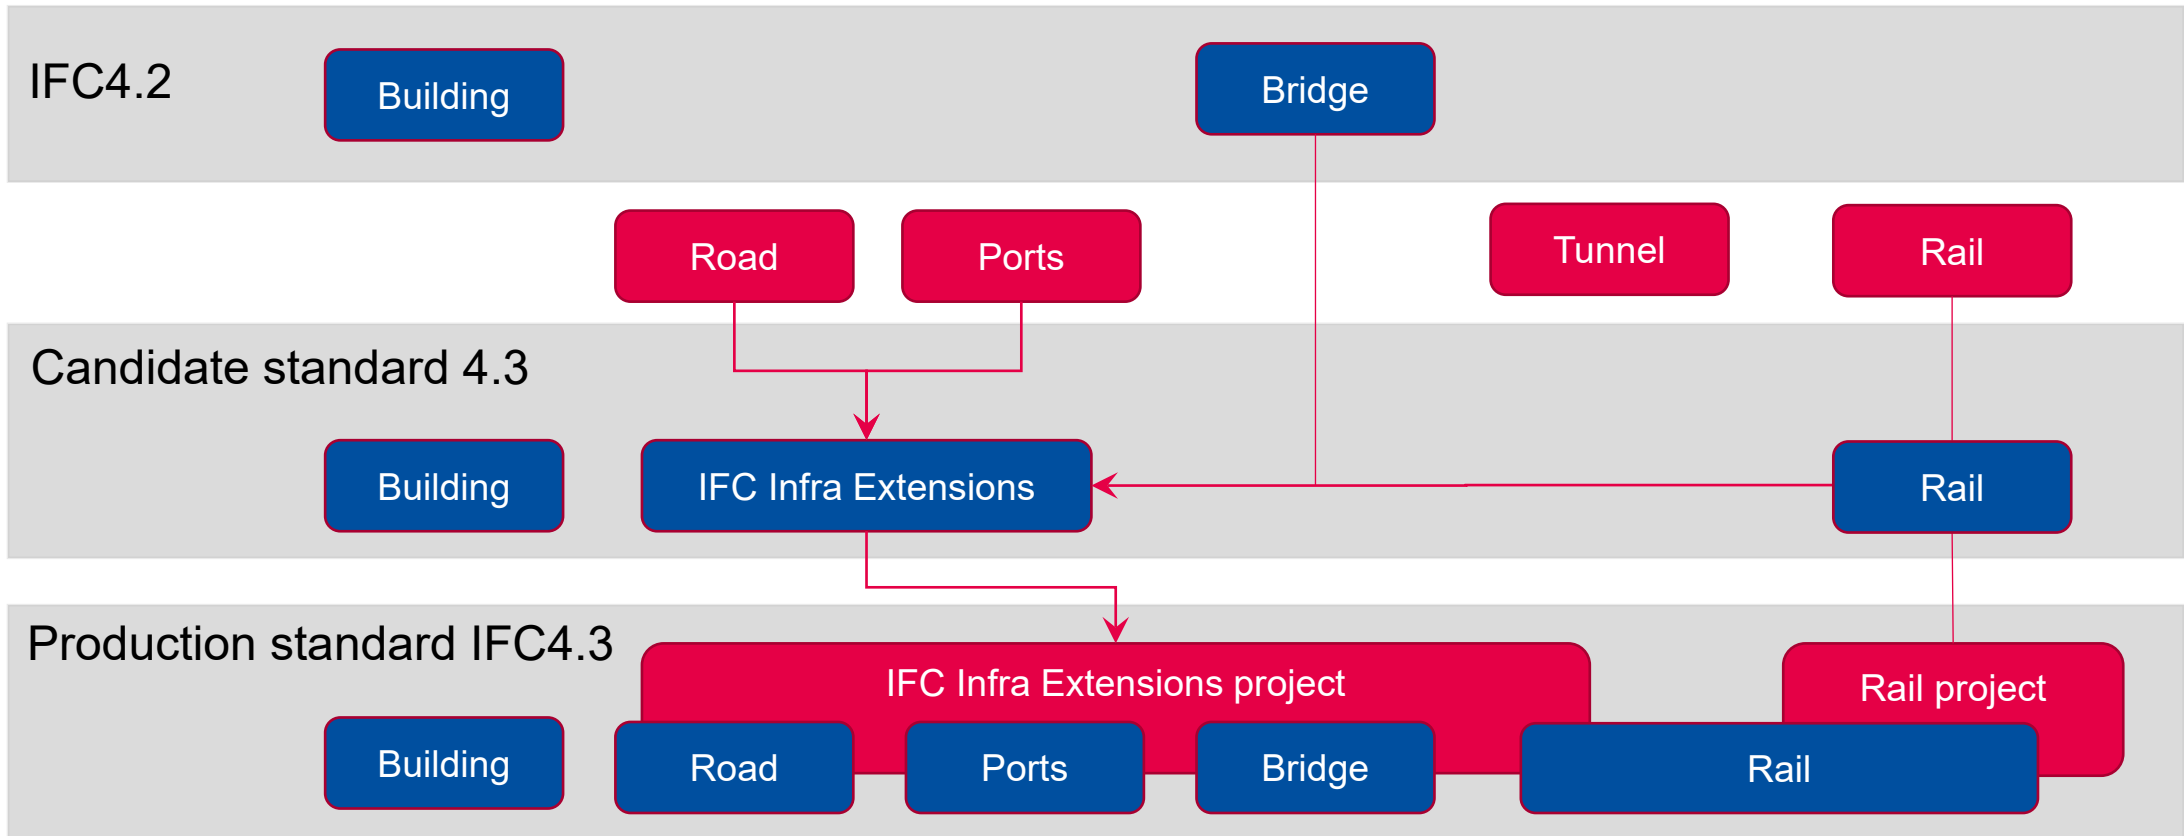 IFC4.2
Building
Bridge
Road
Ports
Tunnel
Rail
Candidate standard 4.3
Building
IFC Infra Extensions
Rail
Production standard IFC4.3
IFC Infra Extensions project
Rail project
Building
Road
Ports
Bridge
Rail